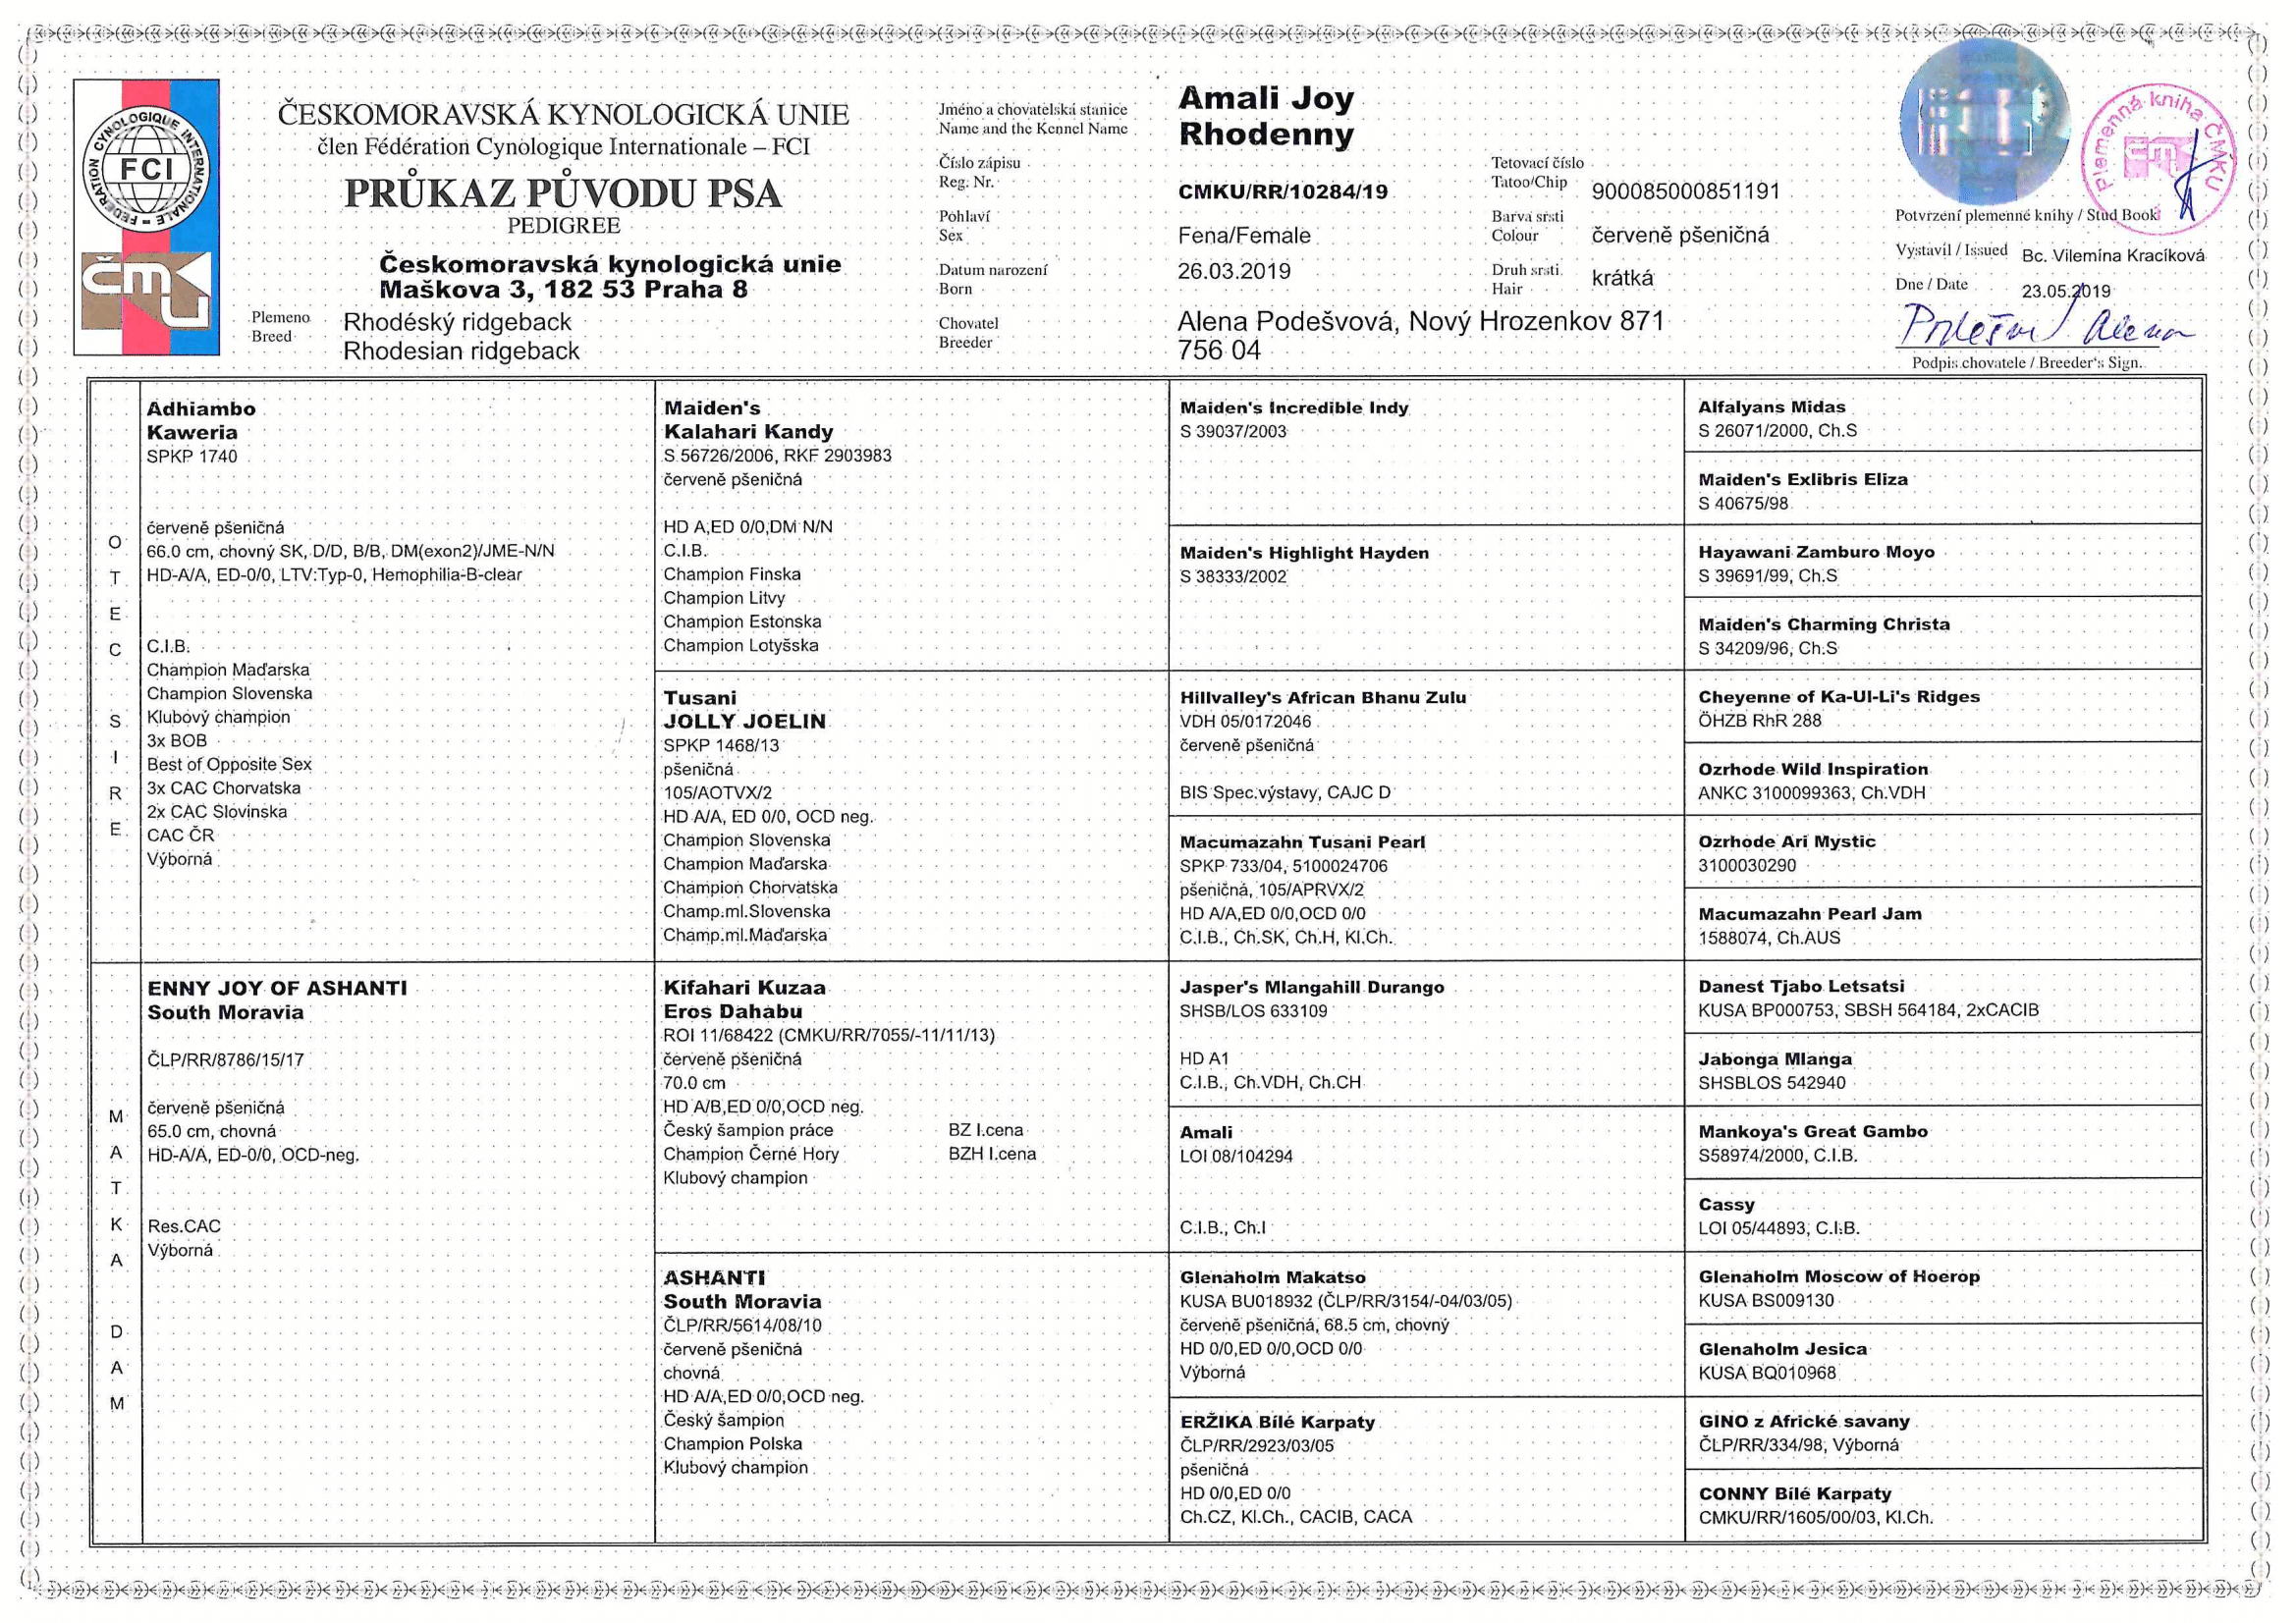 FEDERATION CYNOLOGIQUE INTERNATIONALE
FCI
ČMKU
ČESKOMORAVSKÁ KYNOLOGICKÁ UNIE
člen Fédération Cynologique Internationale – FCI
PRŮKAZ PŮVODU PSA
PEDIGREE
Českomoravská kynologická unie
Maškova 3, 182 53 Praha 8
Plemeno
Breed
Rhodéský ridgeback
Rhodesian ridgeback
Jméno a chovatelská stanice
Name and the Kennel Name
Amali Joy
Rhodenny
Číslo zápisu
Reg. Nr.
CMKU/RR/10284/19
Tetovací číslo
Tatoo/Chip
900085000851191
Pohlaví
Sex
Fena/Female
Barva srsti
Colour
červeně pšeničná
Datum narození
Born
26.03.2019
Druh srsti
Hair
krátká
Chovatel
Breeder
Alena Podešvová, Nový Hrozenkov 871
756 04
Plemenná kniha ČMKU
Potvrzení plemenné knihy / Stud Book
Vystavil / Issued Bc. Vilemína Kracíková
Dne / Date 23.05.2019
Podpis chovatele / Breeder's Sign.
OTEC SIRE
Adhiambo
Kaweria
SPKP 1740
červeně pšeničná
66.0 cm, chovný SK, D/D, B/B, DM(exon2)/JME-N/N
HD-A/A, ED-0/0, LTV:Typ-0, Hemophilia-B-clear
C.I.B.
Champion Maďarska
Champion Slovenska
Klubový champion
3x BOB
Best of Opposite Sex
3x CAC Chorvatska
2x CAC Slovinska
CAC ČR
Výborná
Maiden's
Kalahari Kandy
S 56726/2006, RKF 2903983
červeně pšeničná
HD A,ED 0/0,DM N/N
C.I.B.
Champion Finska
Champion Litvy
Champion Estonska
Champion Lotyšska
Tusani
JOLLY JOELIN
SPKP 1468/13
pšeničná
105/AOTVX/2
HD A/A, ED 0/0, OCD neg.
Champion Slovenska
Champion Maďarska
Champion Chorvatska
Champ.ml.Slovenska
Champ.ml.Maďarska
Maiden's Incredible Indy
S 39037/2003
Maiden's Highlight Hayden
S 38333/2002
Hillvalley's African Bhanu Zulu
VDH 05/0172046
červeně pšeničná
BIS Spec.výstavy, CAJC D
Macumazahn Tusani Pearl
SPKP 733/04, 5100024706
pšeničná, 105/APRVX/2
HD A/A,ED 0/0,OCD 0/0
C.I.B., Ch.SK, Ch.H, Kl.Ch.
Alfalyans Midas
S 26071/2000, Ch.S
Maiden's Exlibris Eliza
S 40675/98
Hayawani Zamburo Moyo
S 39691/99, Ch.S
Maiden's Charming Christa
S 34209/96, Ch.S
Cheyenne of Ka-Ul-Li's Ridges
ÖHZB RhR 288
Ozrhode Wild Inspiration
ANKC 3100099363, Ch.VDH
Ozrhode Ari Mystic
3100030290
Macumazahn Pearl Jam
1588074, Ch.AUS
MATKA DAM
ENNY JOY OF ASHANTI
South Moravia
ČLP/RR/8786/15/17
červeně pšeničná
65.0 cm, chovná
HD-A/A, ED-0/0, OCD-neg.
Res.CAC
Výborná
Kifahari Kuzaa
Eros Dahabu
ROI 11/68422 (CMKU/RR/7055/-11/11/13)
červeně pšeničná
70.0 cm
HD A/B,ED 0/0,OCD neg.
Český šampion práce BZ I.cena
Champion Černé Hory BZH I.cena
Klubový champion
ASHANTI
South Moravia
ČLP/RR/5614/08/10
červeně pšeničná
chovná
HD A/A,ED 0/0,OCD neg.
Český šampion
Champion Polska
Klubový champion
Jasper's Mlangahill Durango
SHSB/LOS 633109
HD A1
C.I.B., Ch.VDH, Ch.CH
Amali
LOI 08/104294
C.I.B., Ch.I
Glenaholm Makatso
KUSA BU018932 (ČLP/RR/3154/-04/03/05)
červeně pšeničná, 68.5 cm, chovný
HD 0/0,ED 0/0,OCD 0/0
Výborná
ERŽIKA Bílé Karpaty
ČLP/RR/2923/03/05
pšeničná
HD 0/0,ED 0/0
Ch.CZ, Kl.Ch., CACIB, CACA
Danest Tjabo Letsatsi
KUSA BP000753, SBSH 564184, 2xCACIB
Jabonga Mlanga
SHSBLOS 542940
Mankoya's Great Gambo
S58974/2000, C.I.B.
Cassy
LOI 05/44893, C.I.B.
Glenaholm Moscow of Hoerop
KUSA BS009130
Glenaholm Jesica
KUSA BQ010968
GINO z Africké savany
ČLP/RR/334/98, Výborná
CONNY Bílé Karpaty
CMKU/RR/1605/00/03, Kl.Ch.